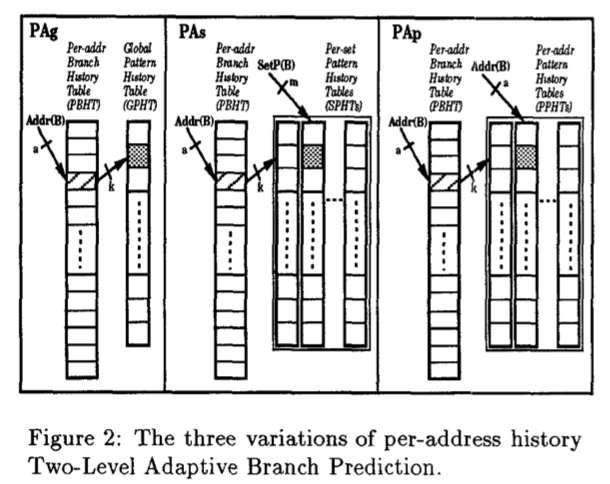 PAg
Per-addr
Branch
History
Table
(PBHT)
Global
Pattern
History
Table
(GPHT)
Addr(B)
a
k
PAs
Per-addr
Branch
History
Table
(PBHT)
SetP(B)
m
Per-set
Pattern
History
Tables
(SPHTs)
Addr(B)
a
k
PAp
Per-addr
Branch
History
Table
(PBHT)
Addr(B)
a
Per-addr
Pattern
History
Tables
(PPHTs)
Addr(B)
a
k
Figure 2: The three variations of per-address history
Two-Level Adaptive Branch Prediction.